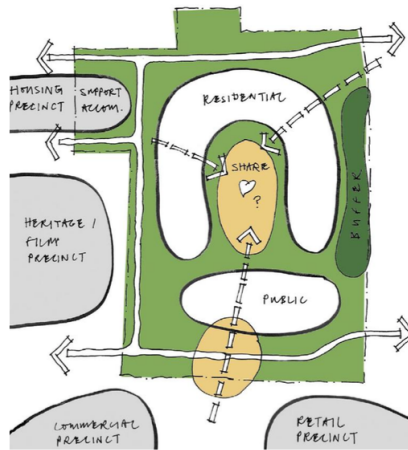 HOUSING
PRECINCT
SUPPORT
ACCOM.
RESIDENTIAL
SHARE
?
BUFFER
HERITAGE /
FILM
PRECINCT
PUBLIC
COMMERCIAL
PRECINCT
RETAIL
PRECINCT